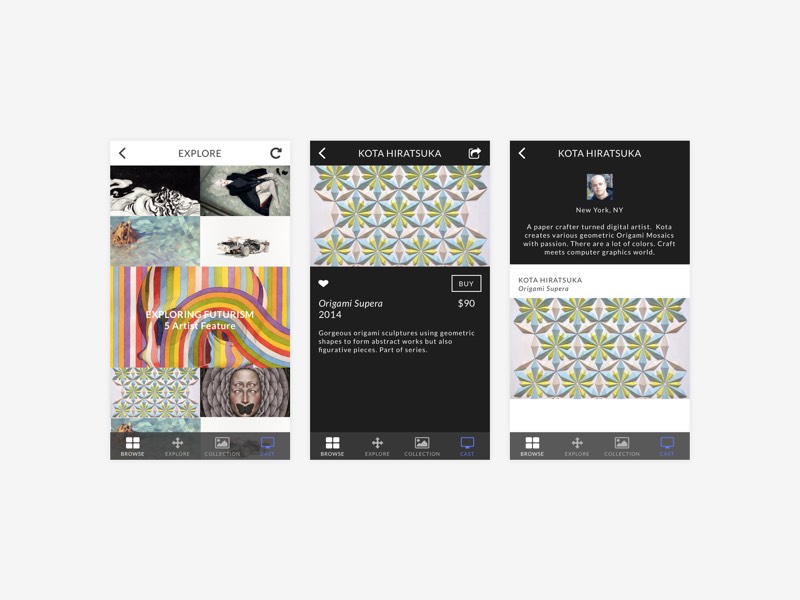 EXPLORE
EXPLORING FUTURISM
5 Artist Feature
BROWSE
EXPLORE
COLLECTION
CAST
KOTA HIRATSUKA
BUY
Origami Supera
$90
2014
Gorgeous origami sculptures using geometric
shapes to form abstract works but also
figurative pieces. Part of series.
BROWSE
EXPLORE
COLLECTION
CAST
KOTA HIRATSUKA
New York, NY
A paper crafter turned digital artist. Kota
creates various geometric Origami Mosaics
with passion. There are a lot of colors. Craft
meets computer graphics world.
KOTA HIRATSUKA
Origami Supera
BROWSE
EXPLORE
COLLECTION
CAST